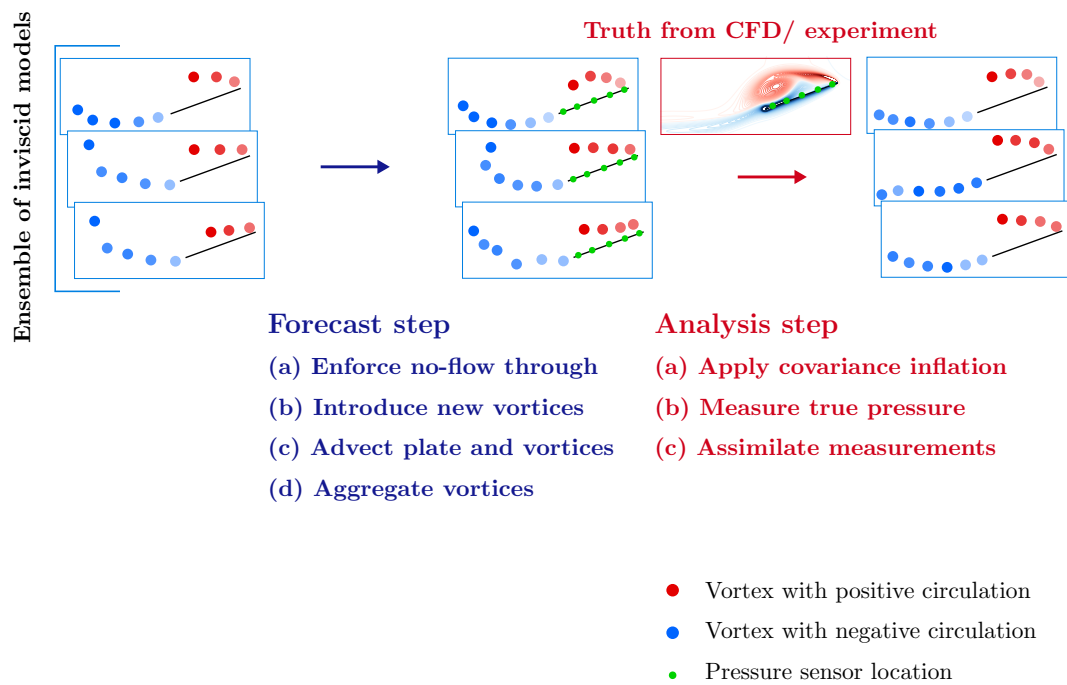 Ensemble of inviscid models
Truth from CFD/ experiment
Forecast step
(a) Enforce no-flow through
(b) Introduce new vortices
(c) Advect plate and vortices
(d) Aggregate vortices
Analysis step
(a) Apply covariance inflation
(b) Measure true pressure
(c) Assimilate measurements
Vortex with positive circulation
Vortex with negative circulation
Pressure sensor location